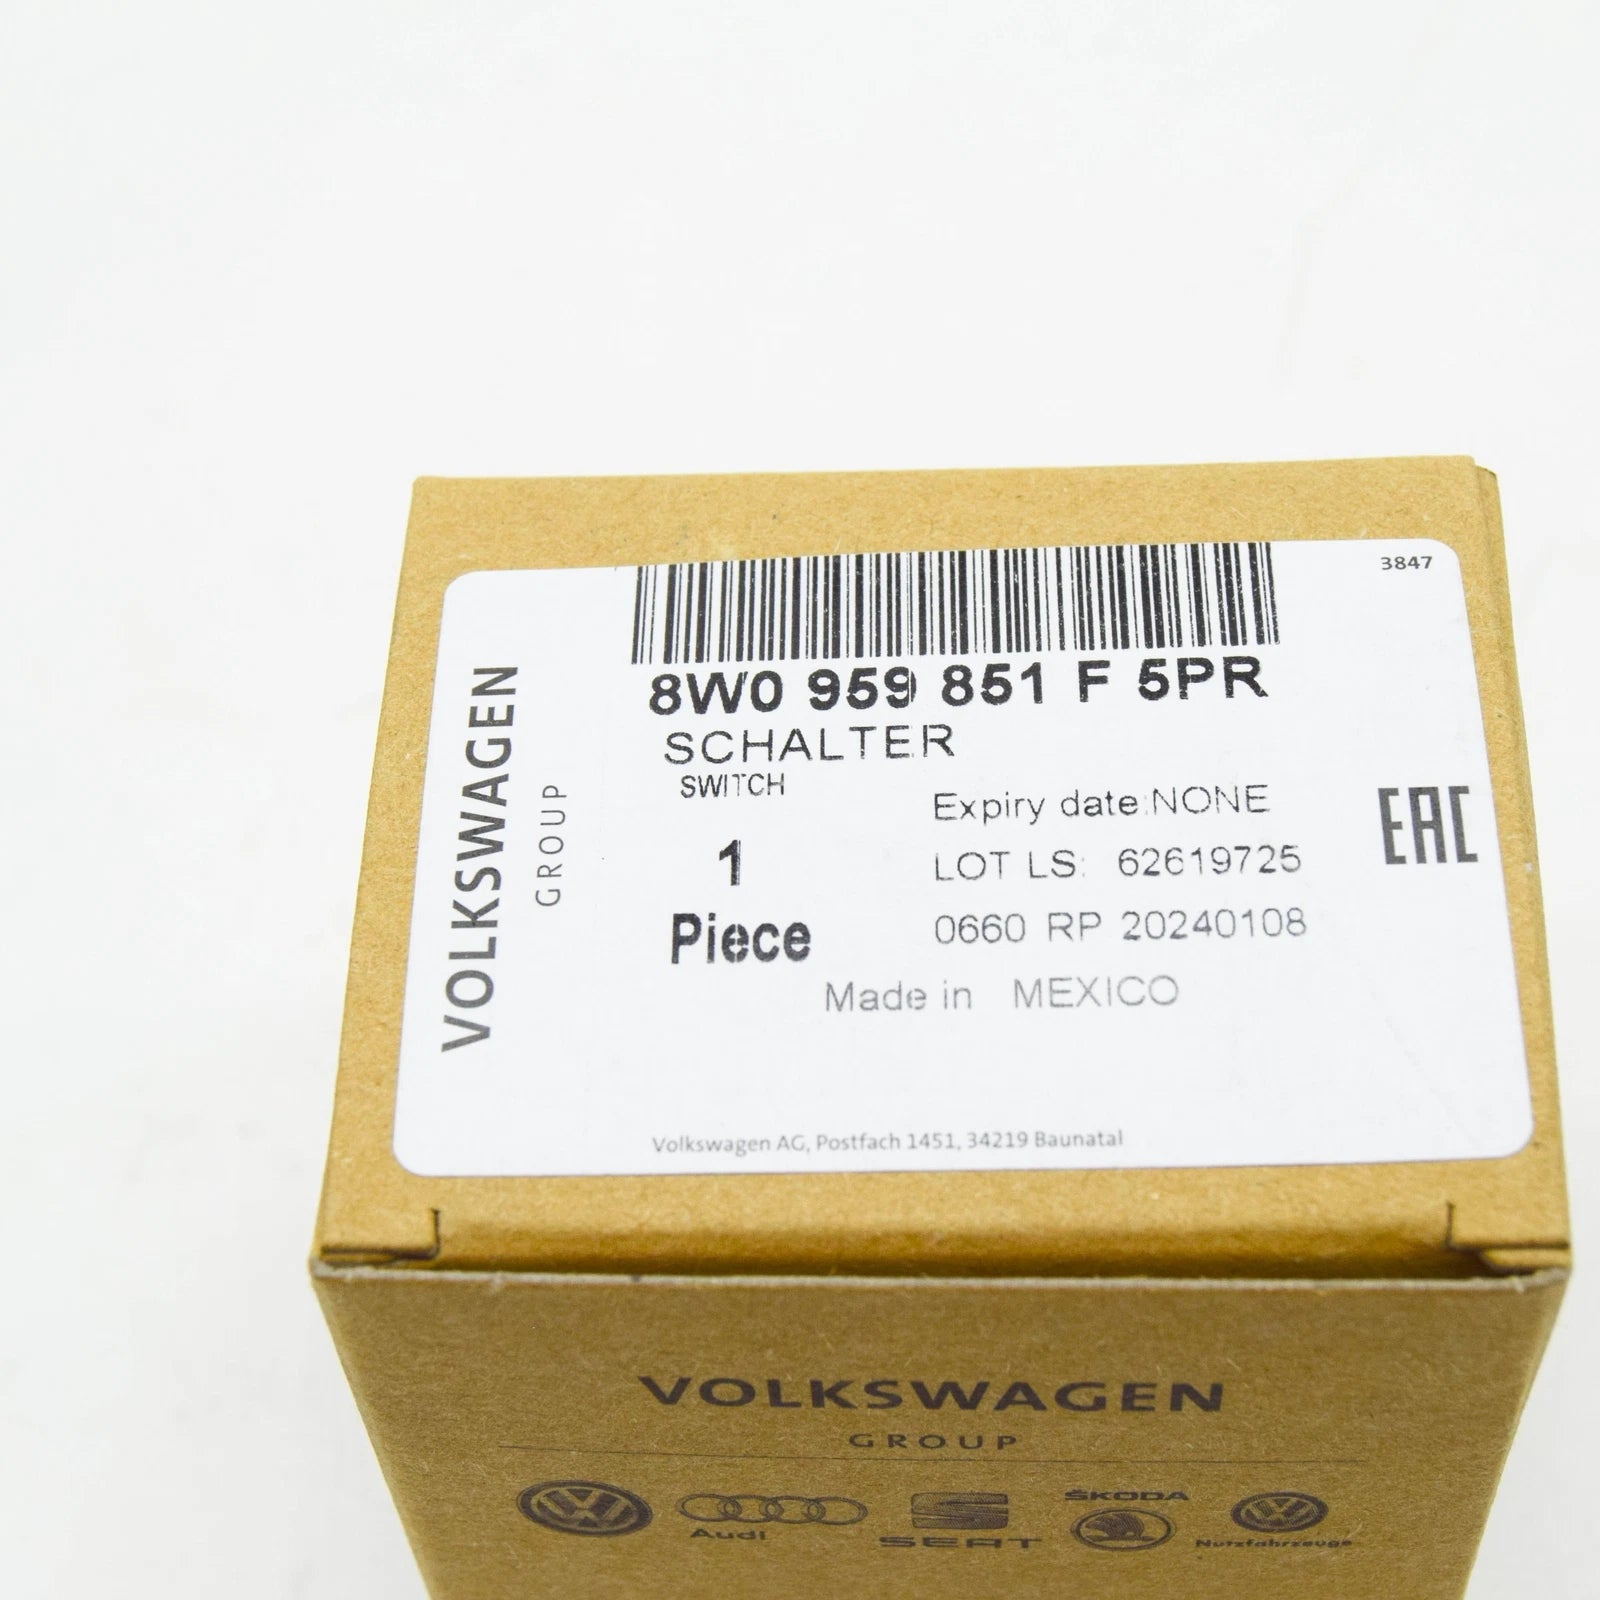 3847
8W0 959 851 F 5PR
SCHALTER
SWITCH
Expiry date:NONE
1
LOT LS: 62619725
Piece
0660 RP 20240108
Made in MEXICO
EAC
VOLKSWAGEN
GROUP
Volkswagen AG, Postfach 1451, 34219 Baunatal
VOLKSWAGEN
GROUP
Audi
SEAT
ŠKODA
Nutzfahrzeuge